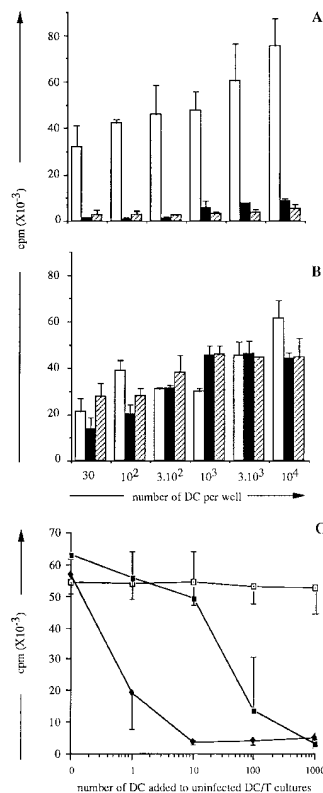 A
80
60
40
20
0
cpm (X10⁻³)
B
80
60
40
20
0
30 10² 3.10² 10³ 3.10³ 10⁴
number of DC per well
C
70
60
50
40
30
20
10
0
cpm (X10⁻³)
0 1 10 100 1000
number of DC added to uninfected DC/T cultures